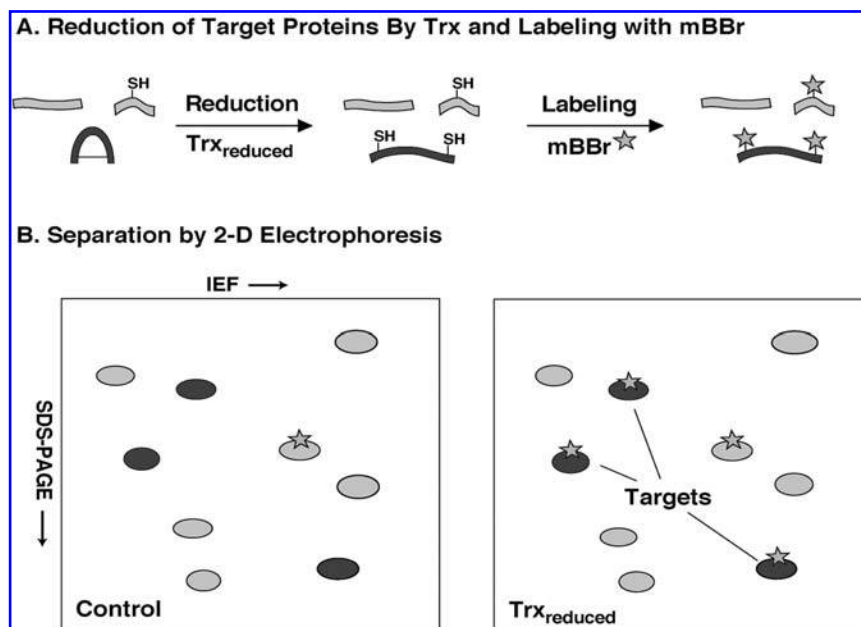 A. Reduction of Target Proteins By Trx and Labeling with mBBr
SH
Reduction
Trxreduced
SH
SH
SH
Labeling
mBBr
B. Separation by 2-D Electrophoresis
IEF
SDS-PAGE
Control
Targets
Trxreduced